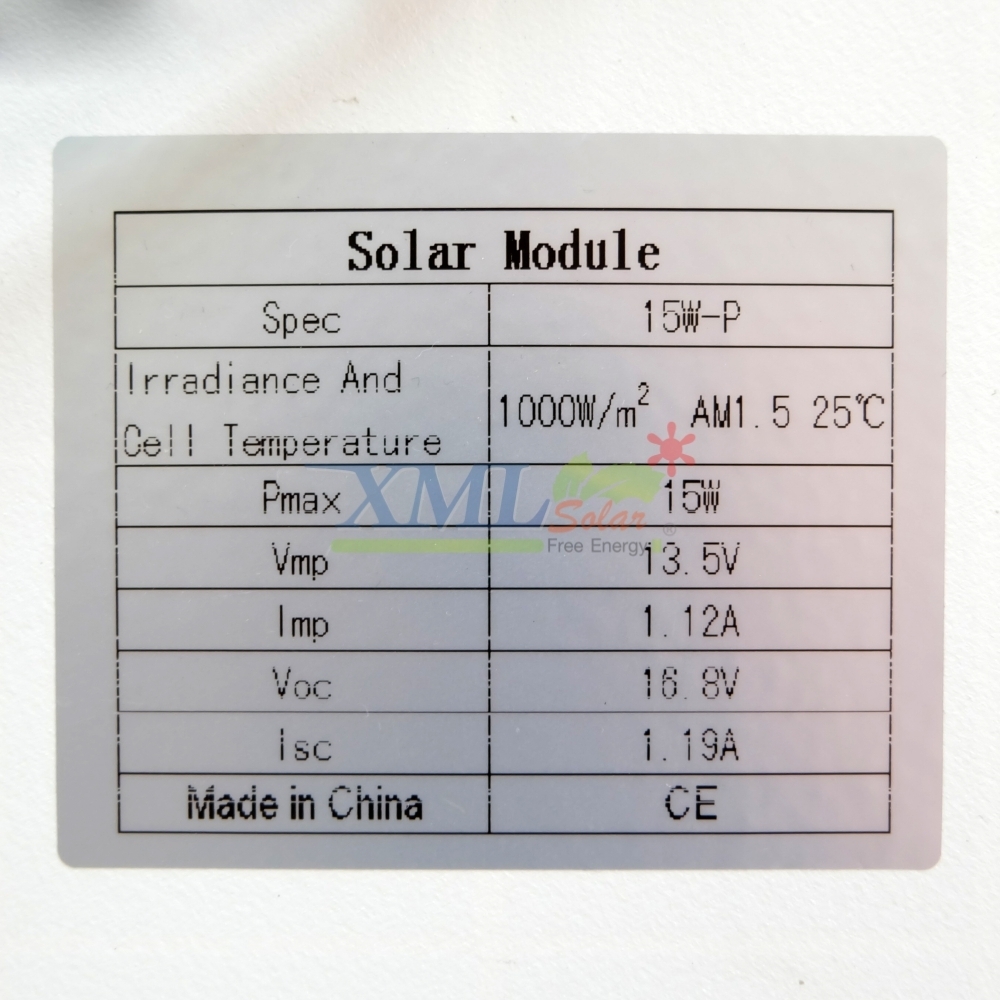 Solar Module
Spec 15W-P
Irradiance And
Cell Temperature 1000W/m² AM1.5 25℃
Pmax 15W
XML Solar ®
Free Energy
Vmp 13.5V
Imp 1.12A
Voc 16.8V
Isc 1.19A
Made in China CE